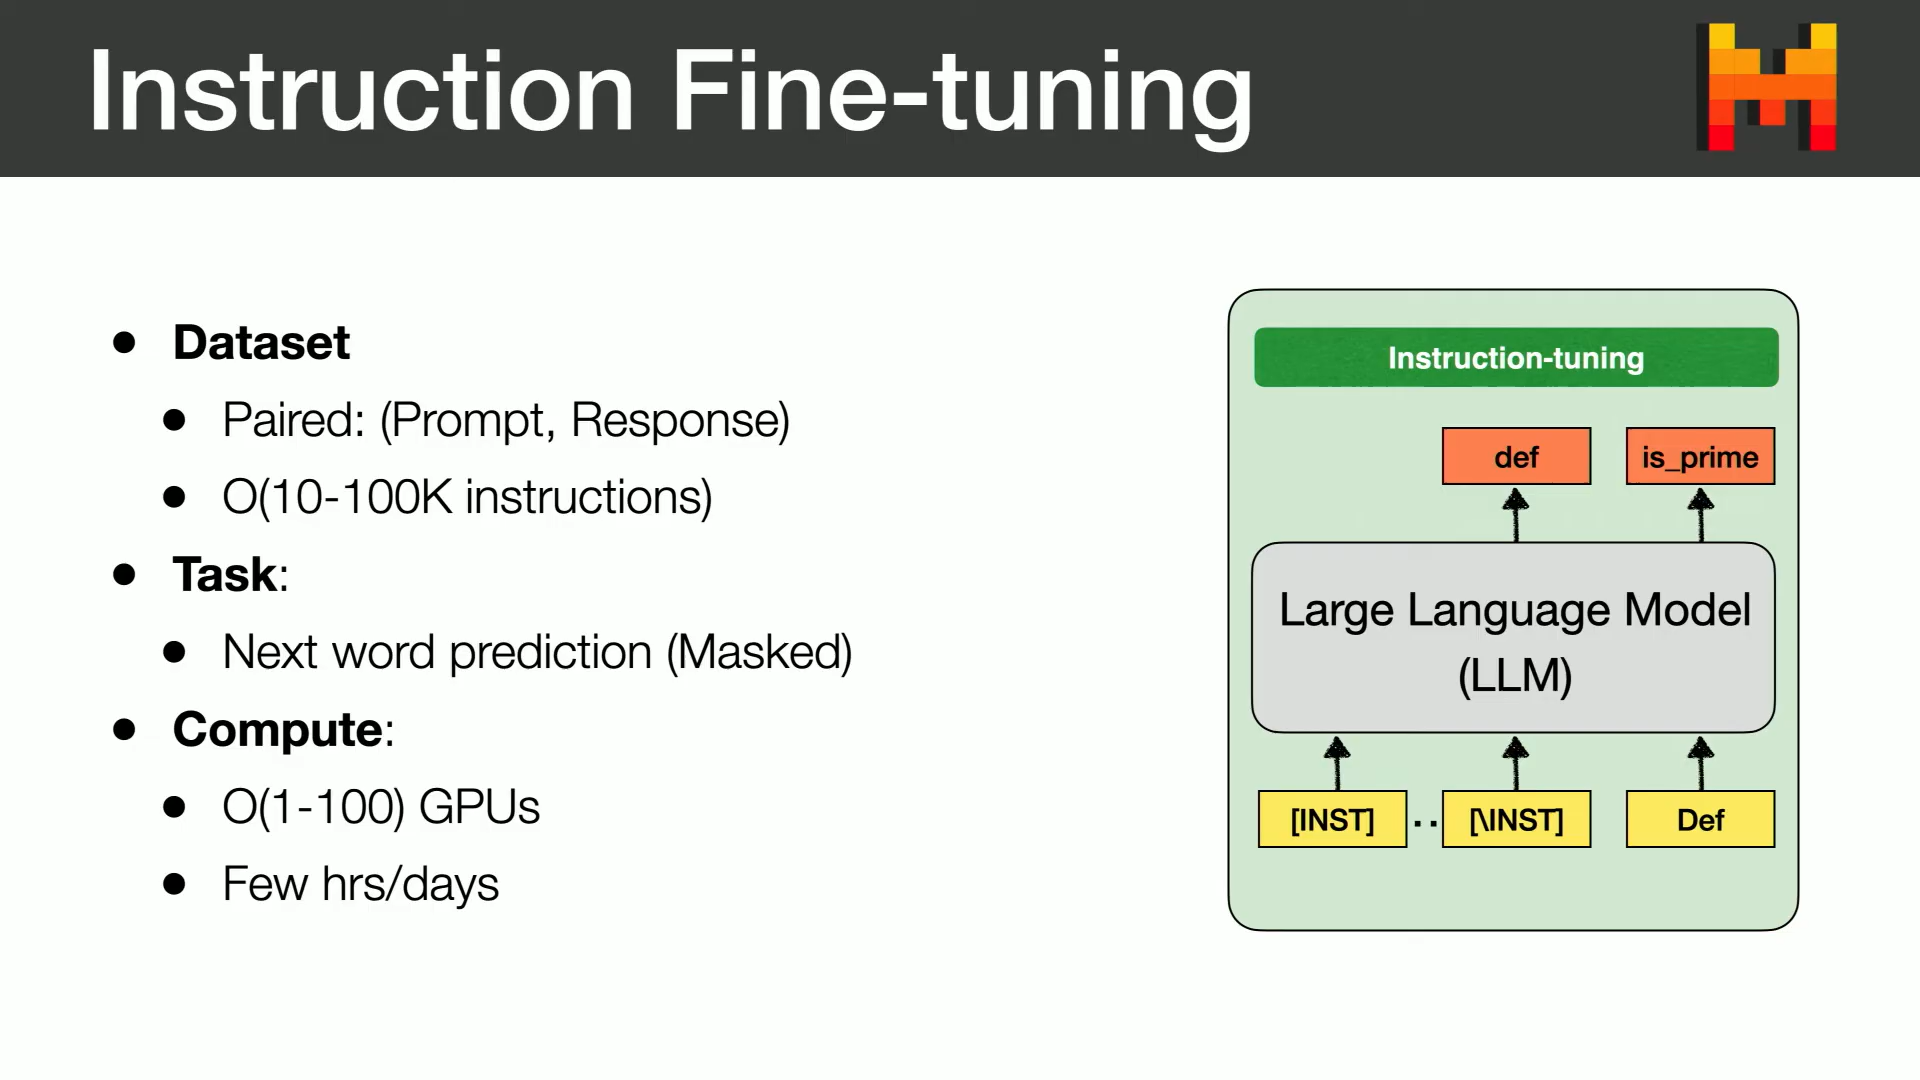 Instruction Fine-tuning
Dataset
Paired: (Prompt, Response)
O(10-100K instructions)
Task:
Next word prediction (Masked)
Compute:
O(1-100) GPUs
Few hrs/days
Instruction-tuning
def is_prime
Large Language Model
(LLM)
[INST] .. [\INST] Def